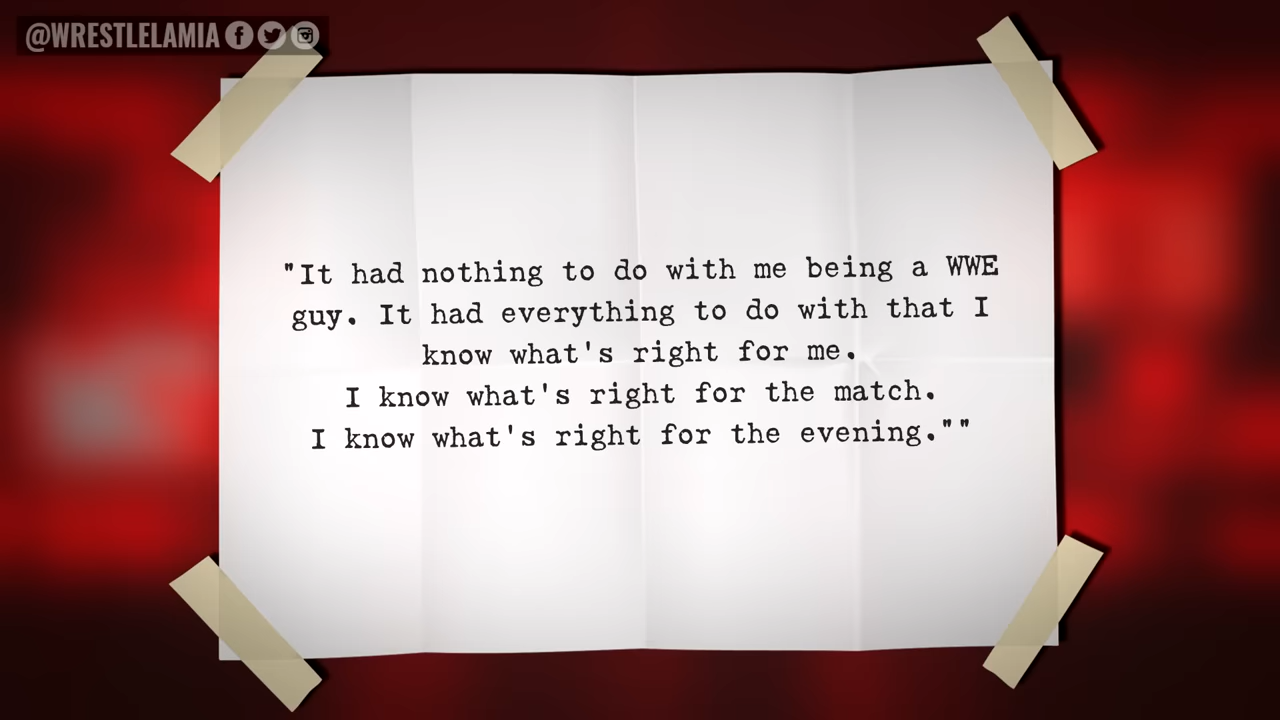 @WRESTLELAMIA
"It had nothing to do with me being a WWE
guy. It had everything to do with that I
know what's right for me.
I know what's right for the match.
I know what's right for the evening.""